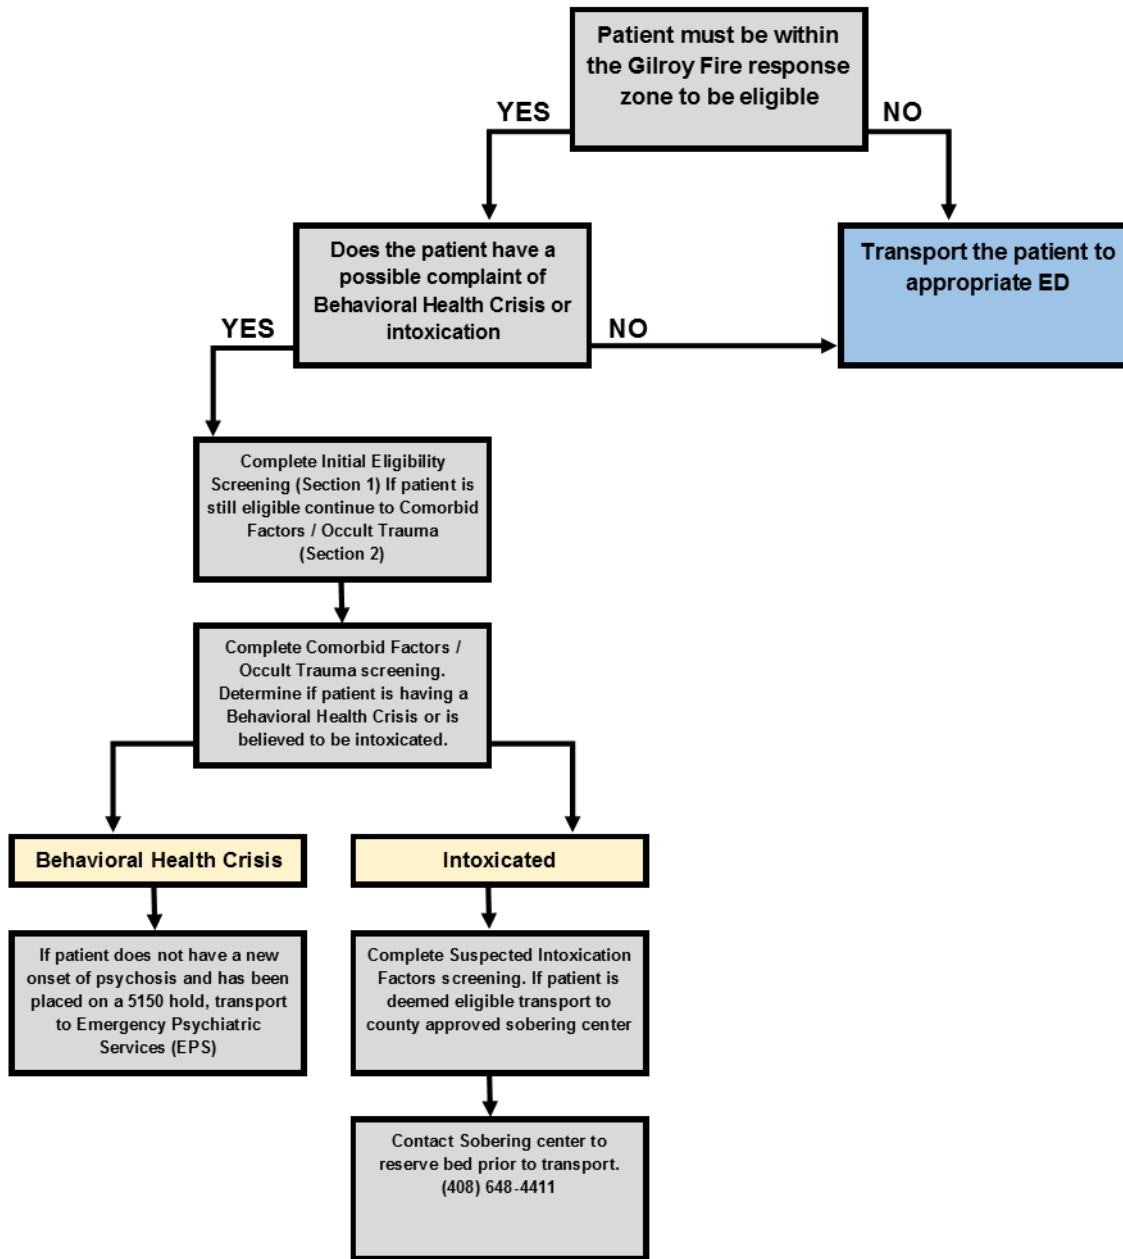 Patient must be within
the Gilroy Fire response
zone to be eligible
YES
NO
Does the patient have a
possible complaint of
Behavioral Health Crisis or
intoxication
Transport the patient to
appropriate ED
YES
NO
Complete Initial Eligibility
Screening (Section 1) If patient is
still eligible continue to Comorbid
Factors / Occult Trauma
(Section 2)
Complete Comorbid Factors /
Occult Trauma screening.
Determine if patient is having a
Behavioral Health Crisis or is
believed to be intoxicated.
Behavioral Health Crisis
Intoxicated
If patient does not have a new
onset of psychosis and has been
placed on a 5150 hold, transport
to Emergency Psychiatric
Services (EPS)
Complete Suspected Intoxication
Factors screening. If patient is
deemed eligible transport to
county approved sobering center
Contact Sobering center to
reserve bed prior to transport.
(408) 648-4411